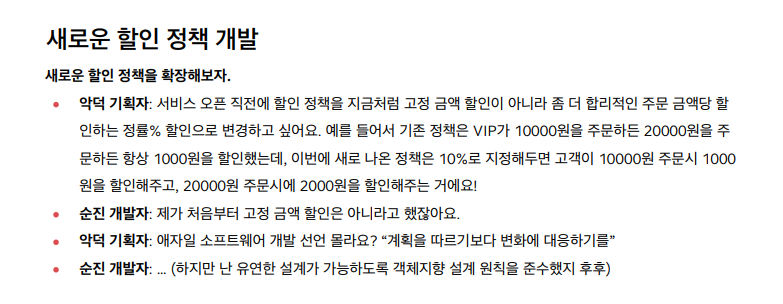 새로운 할인 정책 개발
새로운 할인 정책을 확장해보자.
악덕 기획자: 서비스 오픈 직전에 할인 정책을 지금처럼 고정 금액 할인이 아니라 좀 더 합리적인 주문 금액당 할
인하는 정률% 할인으로 변경하고 싶어요. 예를 들어서 기존 정책은 VIP가 10000원을 주문하든 20000원을 주
문하든 항상 1000원을 할인했는데, 이번에 새로 나온 정책은 10%로 지정해두면 고객이 10000원 주문시 1000
원을 할인해주고, 20000원 주문시에 2000원을 할인해주는 거에요!
순진 개발자: 제가 처음부터 고정 금액 할인은 아니라고 했잖아요.
악덕 기획자: 애자일 소프트웨어 개발 선언 몰라요? “계획을 따르기보다 변화에 대응하기를”
순진 개발자: ... (하지만 난 유연한 설계가 가능하도록 객체지향 설계 원칙을 준수했지 후후)